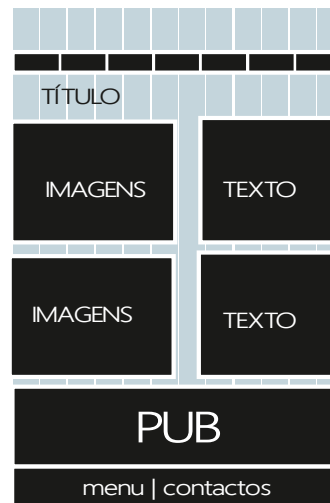 TÍTULO
IMAGENS
TEXTO
IMAGENS
TEXTO
PUB
menu | contactos